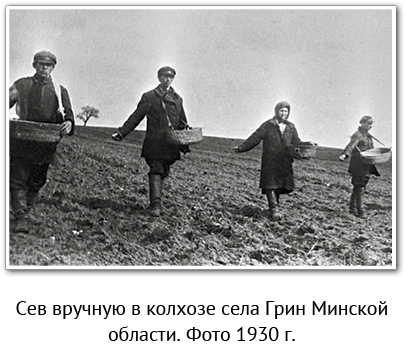 Сев вручную в колхозе села Грин Минской
области. Фото 1930 г.